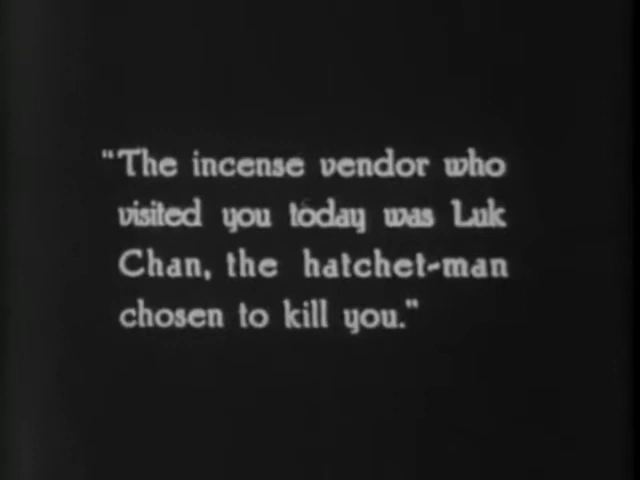 "The incense vendor who
visited you today was Luk
Chan, the hatchet-man
chosen to kill you."